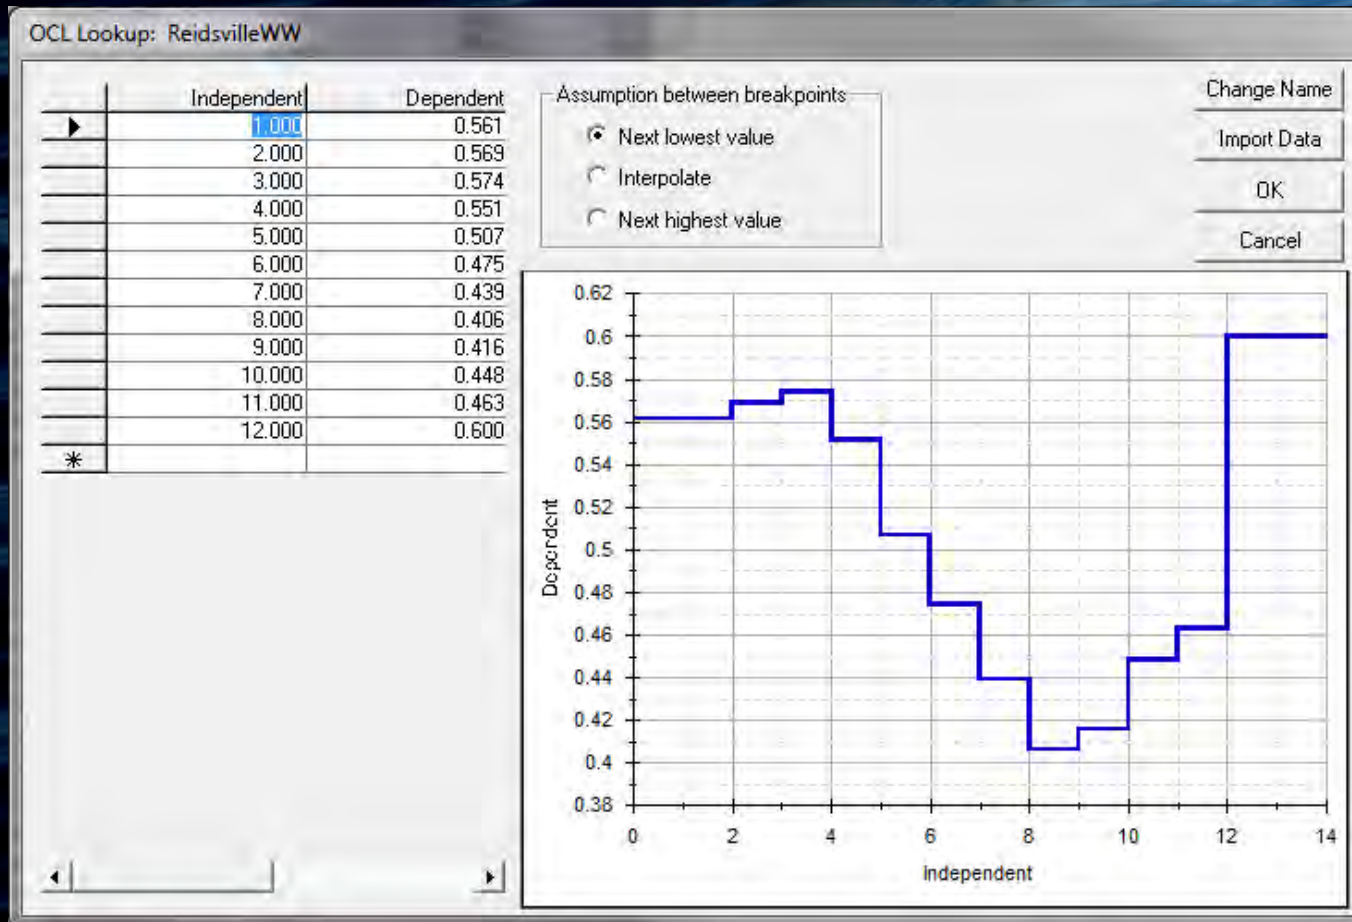 OCL Lookup: ReidsvilleWW
Independent Dependent
1.000 0.561
2.000 0.569
3.000 0.574
4.000 0.551
5.000 0.507
6.000 0.475
7.000 0.439
8.000 0.406
9.000 0.416
10.000 0.448
11.000 0.463
12.000 0.600
Assumption between breakpoints
Next lowest value
Interpolate
Next highest value
Change Name
Import Data
OK
Cancel
0.62
0.6
0.58
0.56
0.54
0.52
0.5
0.48
0.46
0.44
0.42
0.4
0.38
Dependent
0 2 4 6 8 10 12 14
Independent